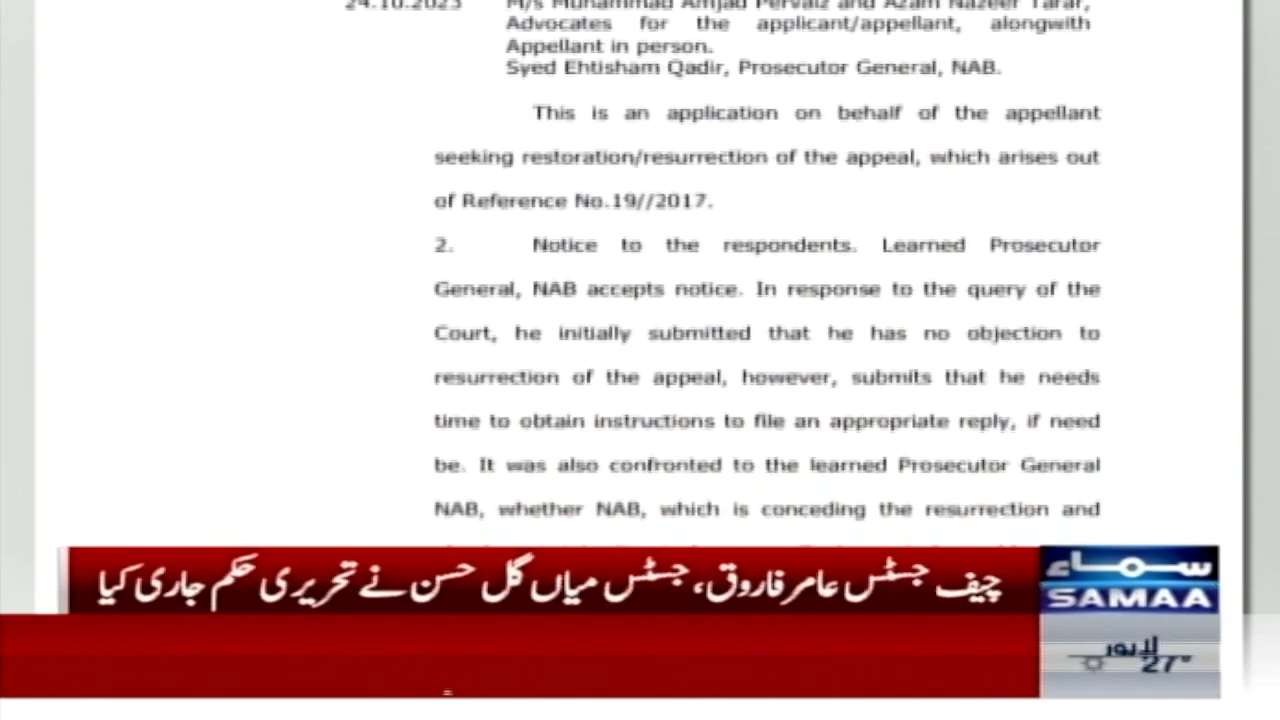 24.10.2023 M/s Muhammad Amjad Pervaiz and Azam Nazeer Tarar,
Advocates for the applicant/appellant, alongwith
Appellant in person.
Syed Ehtisham Qadir, Prosecutor General, NAB.
This is an application on behalf of the appellant
seeking restoration/resurrection of the appeal, which arises out
of Reference No.19//2017.
2. Notice to the respondents. Learned Prosecutor
General, NAB accepts notice. In response to the query of the
Court, he initially submitted that he has no objection to
resurrection of the appeal, however, submits that he needs
time to obtain instructions to file an appropriate reply, if need
be. It was also confronted to the learned Prosecutor General
NAB, whether NAB, which is conceding the resurrection and
چیف جسٹس عامر فاروق، جسٹس میاں گل حسن نے تحریری حکم جاری کیا
سماء
SAMAA
لاہور
27°